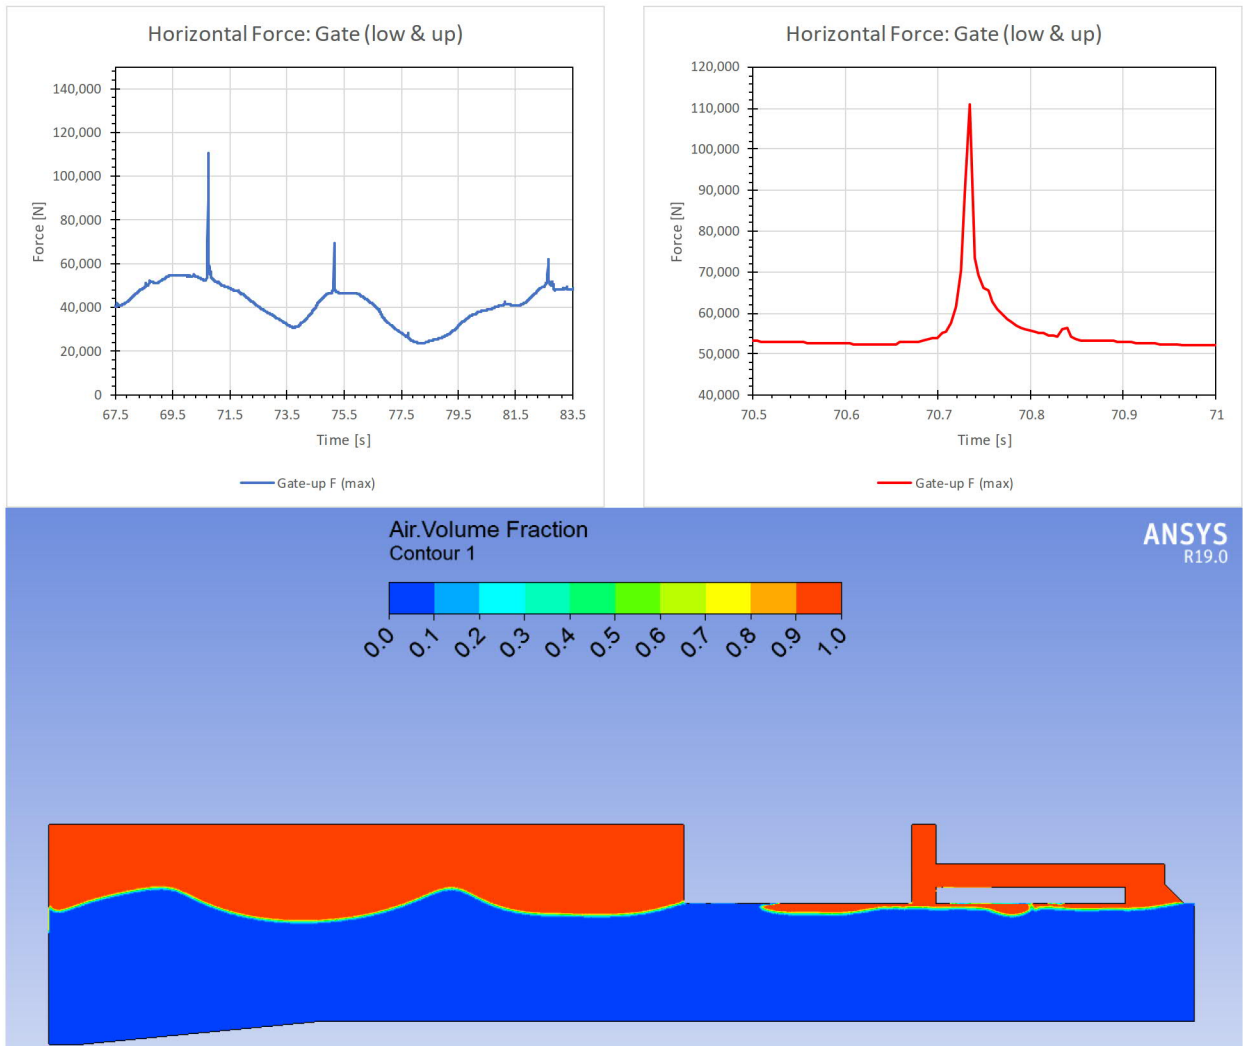 Horizontal Force: Gate (low & up)
140,000
120,000
100,000
80,000
60,000
40,000
20,000
0
Force [N]
67.5 69.5 71.5 73.5 75.5 77.5 79.5 81.5 83.5
Time [s]
Gate-up F (max)
Horizontal Force: Gate (low & up)
120,000
110,000
100,000
90,000
80,000
70,000
60,000
50,000
40,000
Force [N]
70.5 70.6 70.7 70.8 70.9 71
Time [s]
Gate-up F (max)
Air.Volume Fraction
Contour 1
0.0 0.1 0.2 0.3 0.4 0.5 0.6 0.7 0.8 0.9 1.0
ANSYS
R19.0